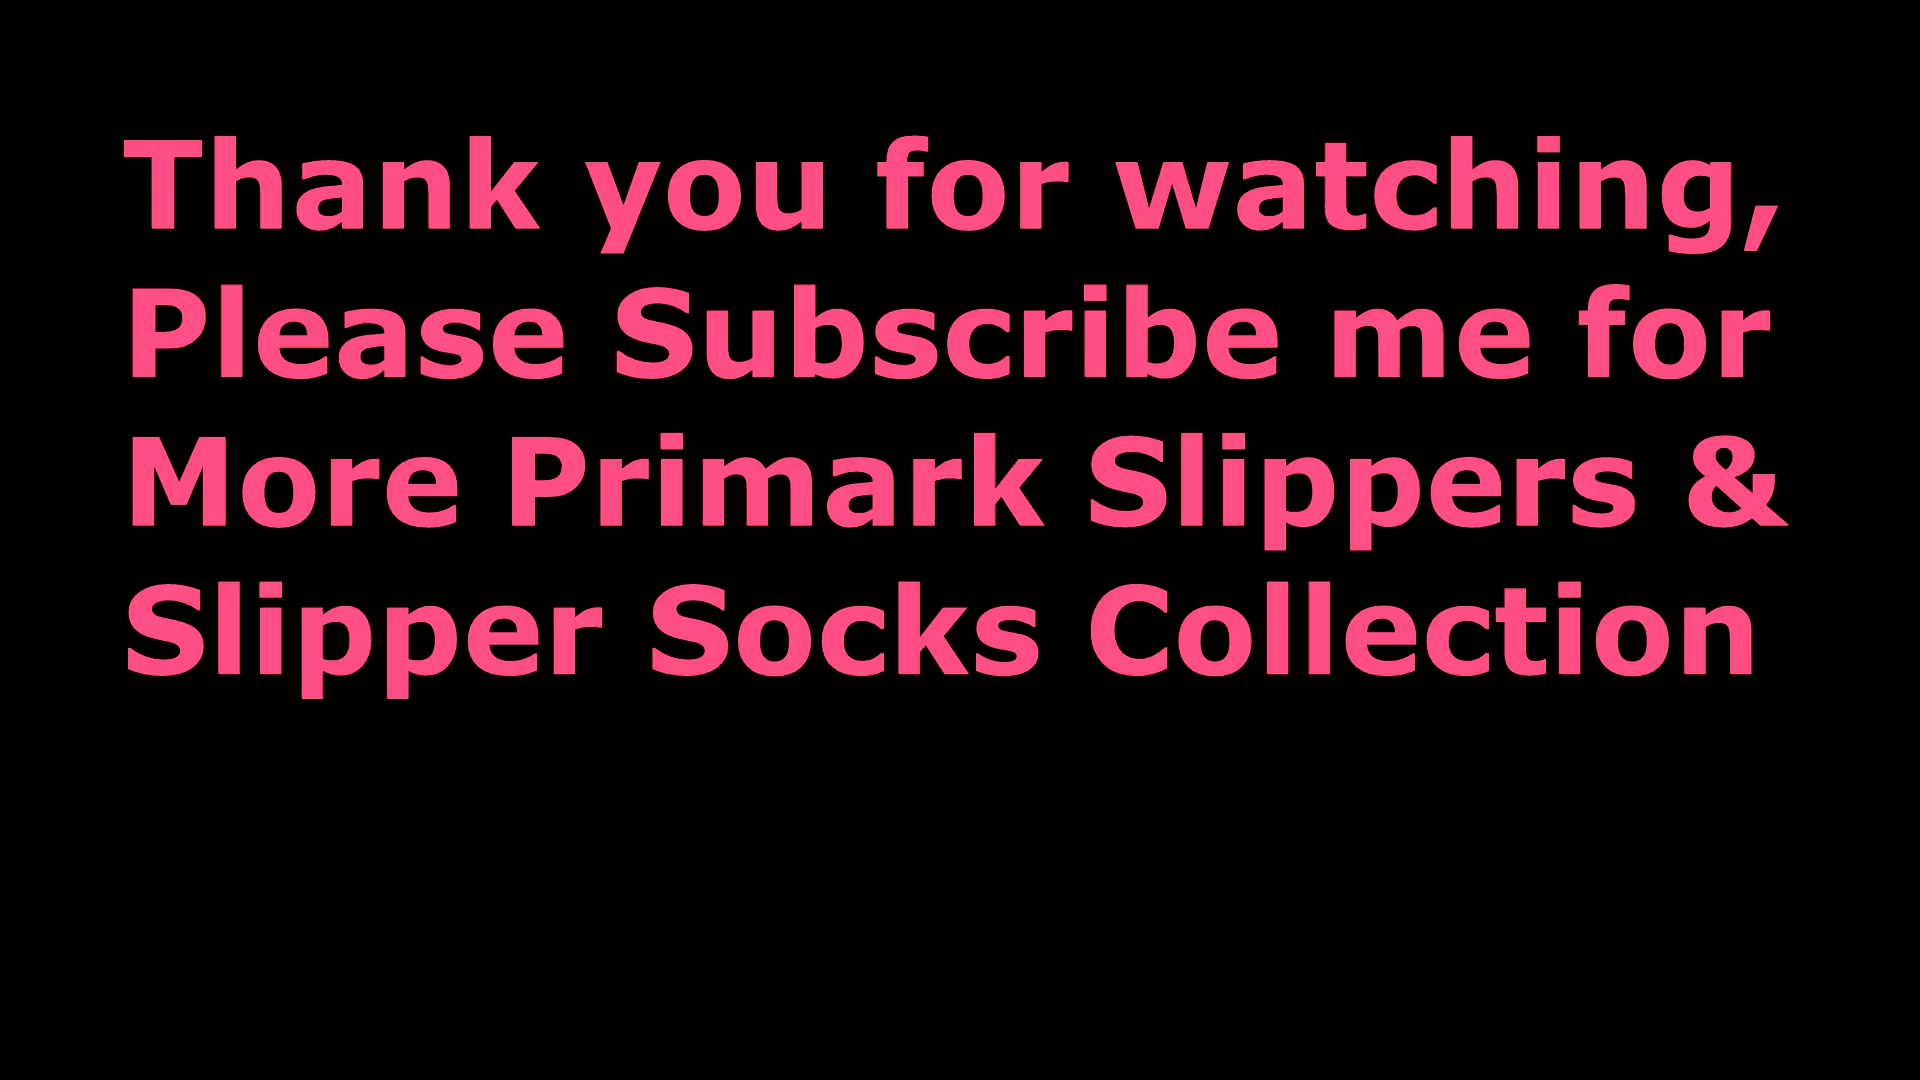 Thank you for watching,
Please Subscribe me for
More Primark Slippers &
Slipper Socks Collection